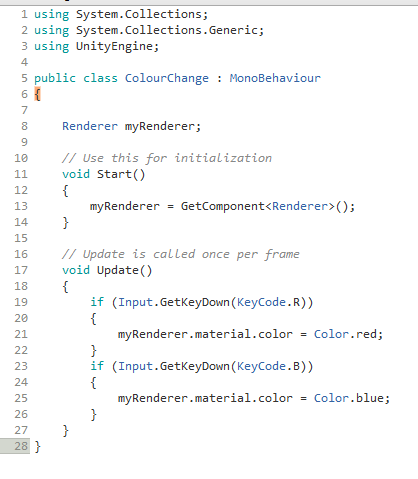 1 using System.Collections;
2 using System.Collections.Generic;
3 using UnityEngine;
4
5 public class ColourChange : MonoBehaviour
6 {
7
8     Renderer myRenderer;
9
10     // Use this for initialization
11     void Start()
12     {
13         myRenderer = GetComponent<Renderer>();
14     }
15
16     // Update is called once per frame
17     void Update()
18     {
19         if (Input.GetKeyDown(KeyCode.R))
20         {
21             myRenderer.material.color = Color.red;
22         }
23         if (Input.GetKeyDown(KeyCode.B))
24         {
25             myRenderer.material.color = Color.blue;
26         }
27     }
28 }